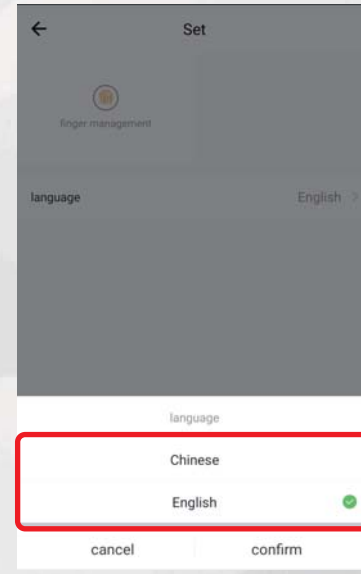 Set
finger management
language English
language
Chinese
English
cancel confirm